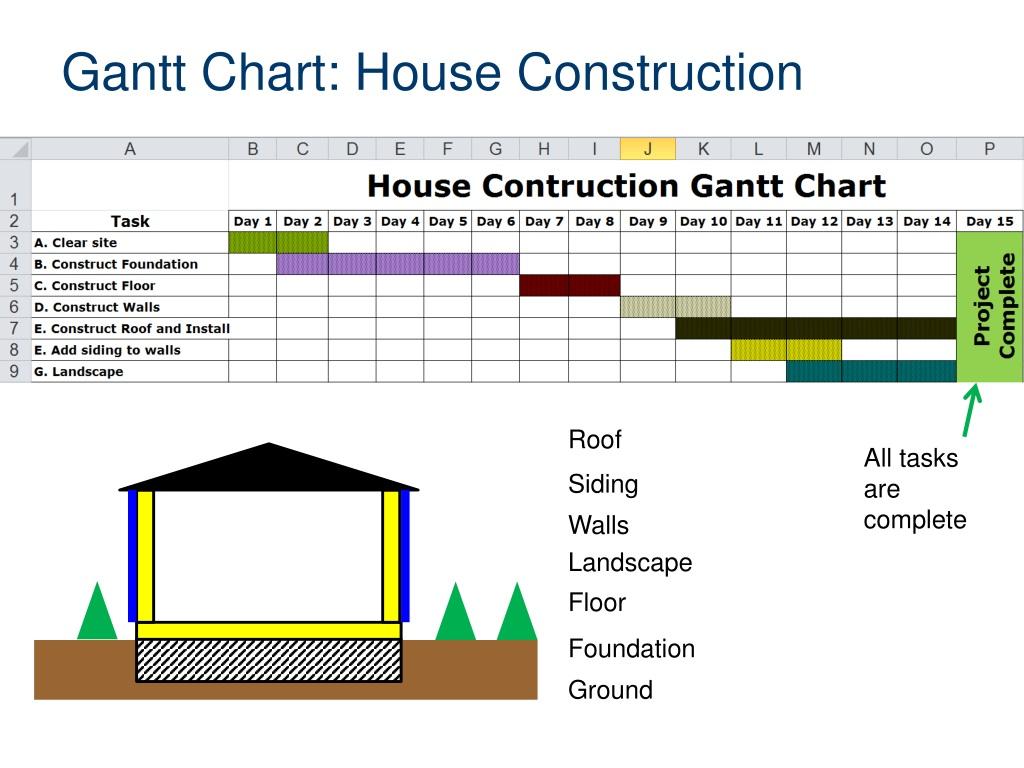 Gantt Chart: House Construction
A B C D E F G H I J K L M N O P
1 House Contruction Gantt Chart
2 Task Day 1 Day 2 Day 3 Day 4 Day 5 Day 6 Day 7 Day 8 Day 9 Day 10 Day 11 Day 12 Day 13 Day 14 Day 15
3 A. Clear site
4 B. Construct Foundation
5 C. Construct Floor
6 D. Construct Walls
7 E. Construct Roof and Install
8 E. Add siding to walls
9 G. Landscape
Project
Complete
Roof
Siding
Walls
Landscape
Floor
Foundation
Ground
All tasks
are
complete